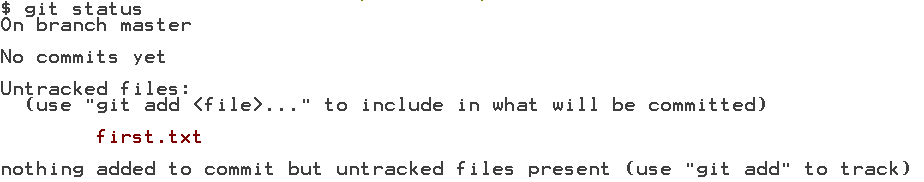 $ git status
On branch master
No commits yet
Untracked files:
(use "git add <file>..." to include in what will be committed)
first.txt
nothing added to commit but untracked files present (use "git add" to track)